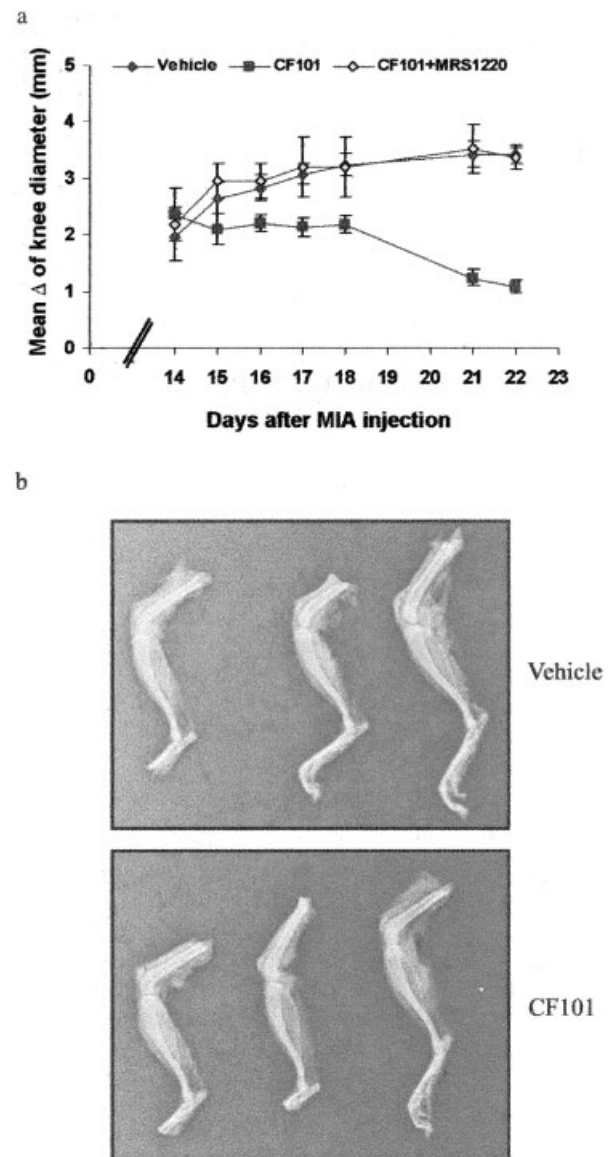 a
Vehicle CF101 CF101+MRS1220
Mean Δ of knee diameter (mm)
5
4
3
2
1
0
0 14 15 16 17 18 19 20 21 22 23
Days after MIA injection
b
Vehicle
CF101